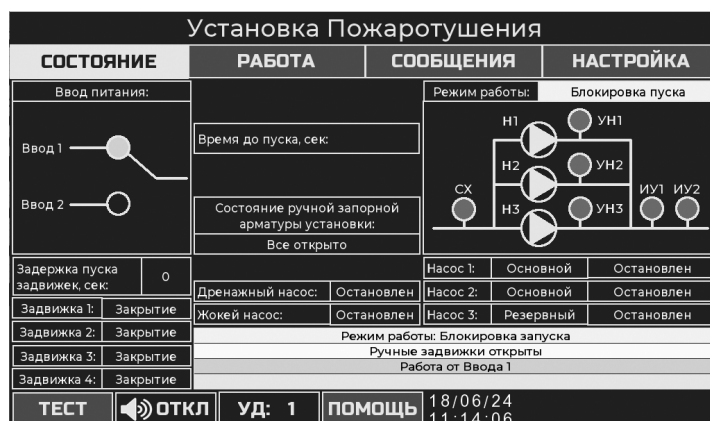 Установка Пожаротушения
СОСТОЯНИЕ РАБОТА СООБЩЕНИЯ НАСТРОЙКА
Ввод питания:
Ввод 1
Ввод 2
Время до пуска, сек:
Состояние ручной запорной
арматуры установки:
Все открыто
Режим работы: Блокировка пуска
Н1 УН1
Н2 УН2
СХ ИУ1 ИУ2
Н3 УН3
Задержка пуска
задвижек, сек: 0
Задвижка 1: Закрытие
Задвижка 2: Закрытие
Задвижка 3: Закрытие
Задвижка 4: Закрытие
Дренажный насос: Остановлен
Жокей насос: Остановлен
Насос 1: Основной Остановлен
Насос 2: Основной Остановлен
Насос 3: Резервный Остановлен
Режим работы: Блокировка запуска
Ручные задвижки открыты
Работа от Ввода 1
ТЕСТ ОТКЛ УД: 1 ПОМОЩЬ
18/06/24
11:14:06